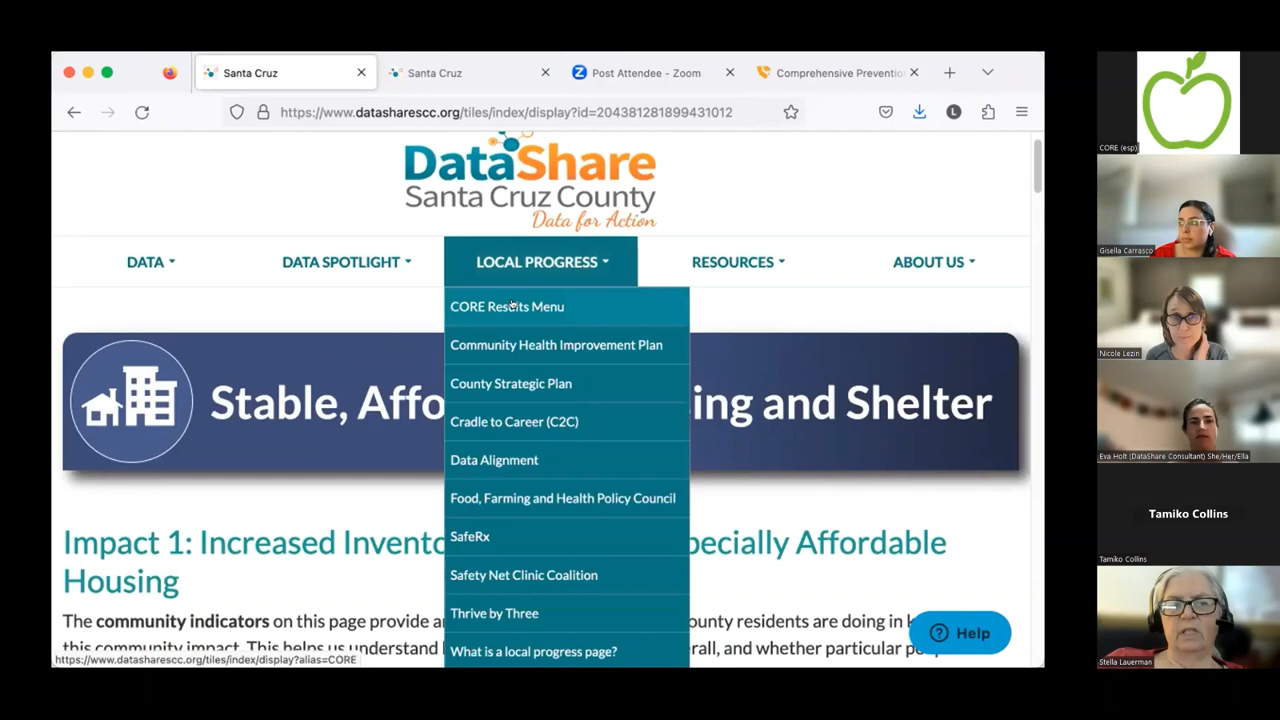 Santa Cruz
Santa Cruz
Post Attendee - Zoom
Comprehensive Preventio
https://www.datasharescc.org/tiles/index/display?id=204381281899431012
L
DataShare
Santa Cruz County
Data for Action
DATA
DATA SPOTLIGHT
LOCAL PROGRESS
RESOURCES
ABOUT US
CORE Results Menu
Community Health Improvement Plan
County Strategic Plan
Cradle to Career (C2C)
Data Alignment
Food, Farming and Health Policy Council
SafeRx
Safety Net Clinic Coalition
Thrive by Three
What is a local progress page?
Stable, Affo ing and Shelter
Impact 1: Increased Invento pecially Affordable
Housing
The community indicators on this page provide a ounty residents are doing in
this community impact. This helps us understand rall, and whether particular
Help
https://www.datasharescc.org/tiles/index/display?alias=CORE
CORE (esp)
Gisella Carrasco
Nicole Lezin
Eva Holt (DataShare Consultant) She/Her/Ella
Tamiko Collins
Tamiko Collins
Stella Lauerman